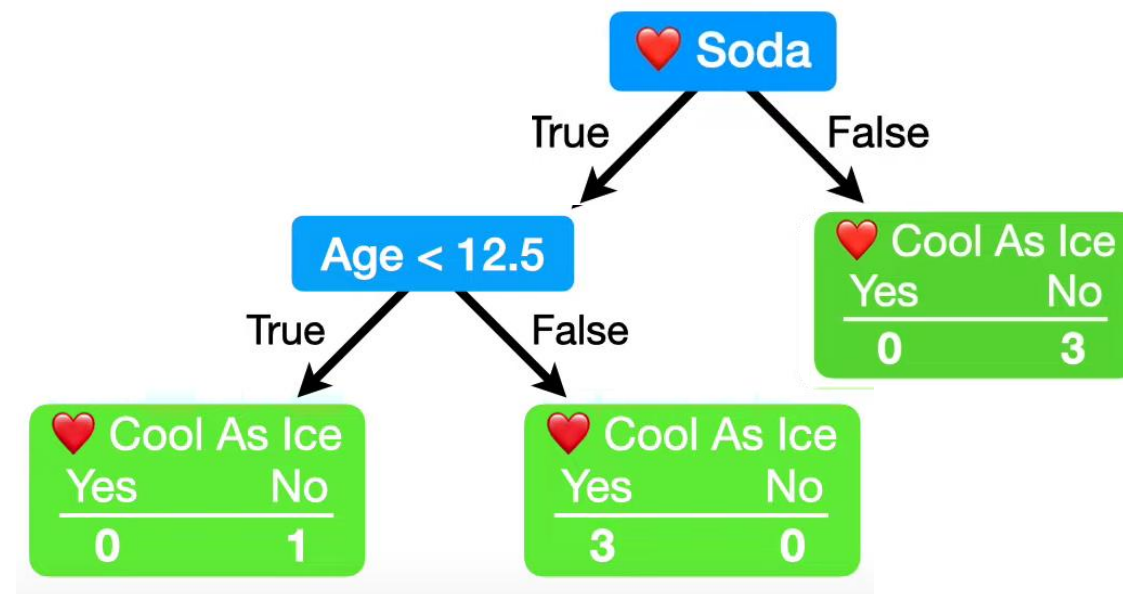 ❤️ Soda
True
False
Age < 12.5
❤️ Cool As Ice
Yes No
0 3
True
False
❤️ Cool As Ice
Yes No
0 1
❤️ Cool As Ice
Yes No
3 0